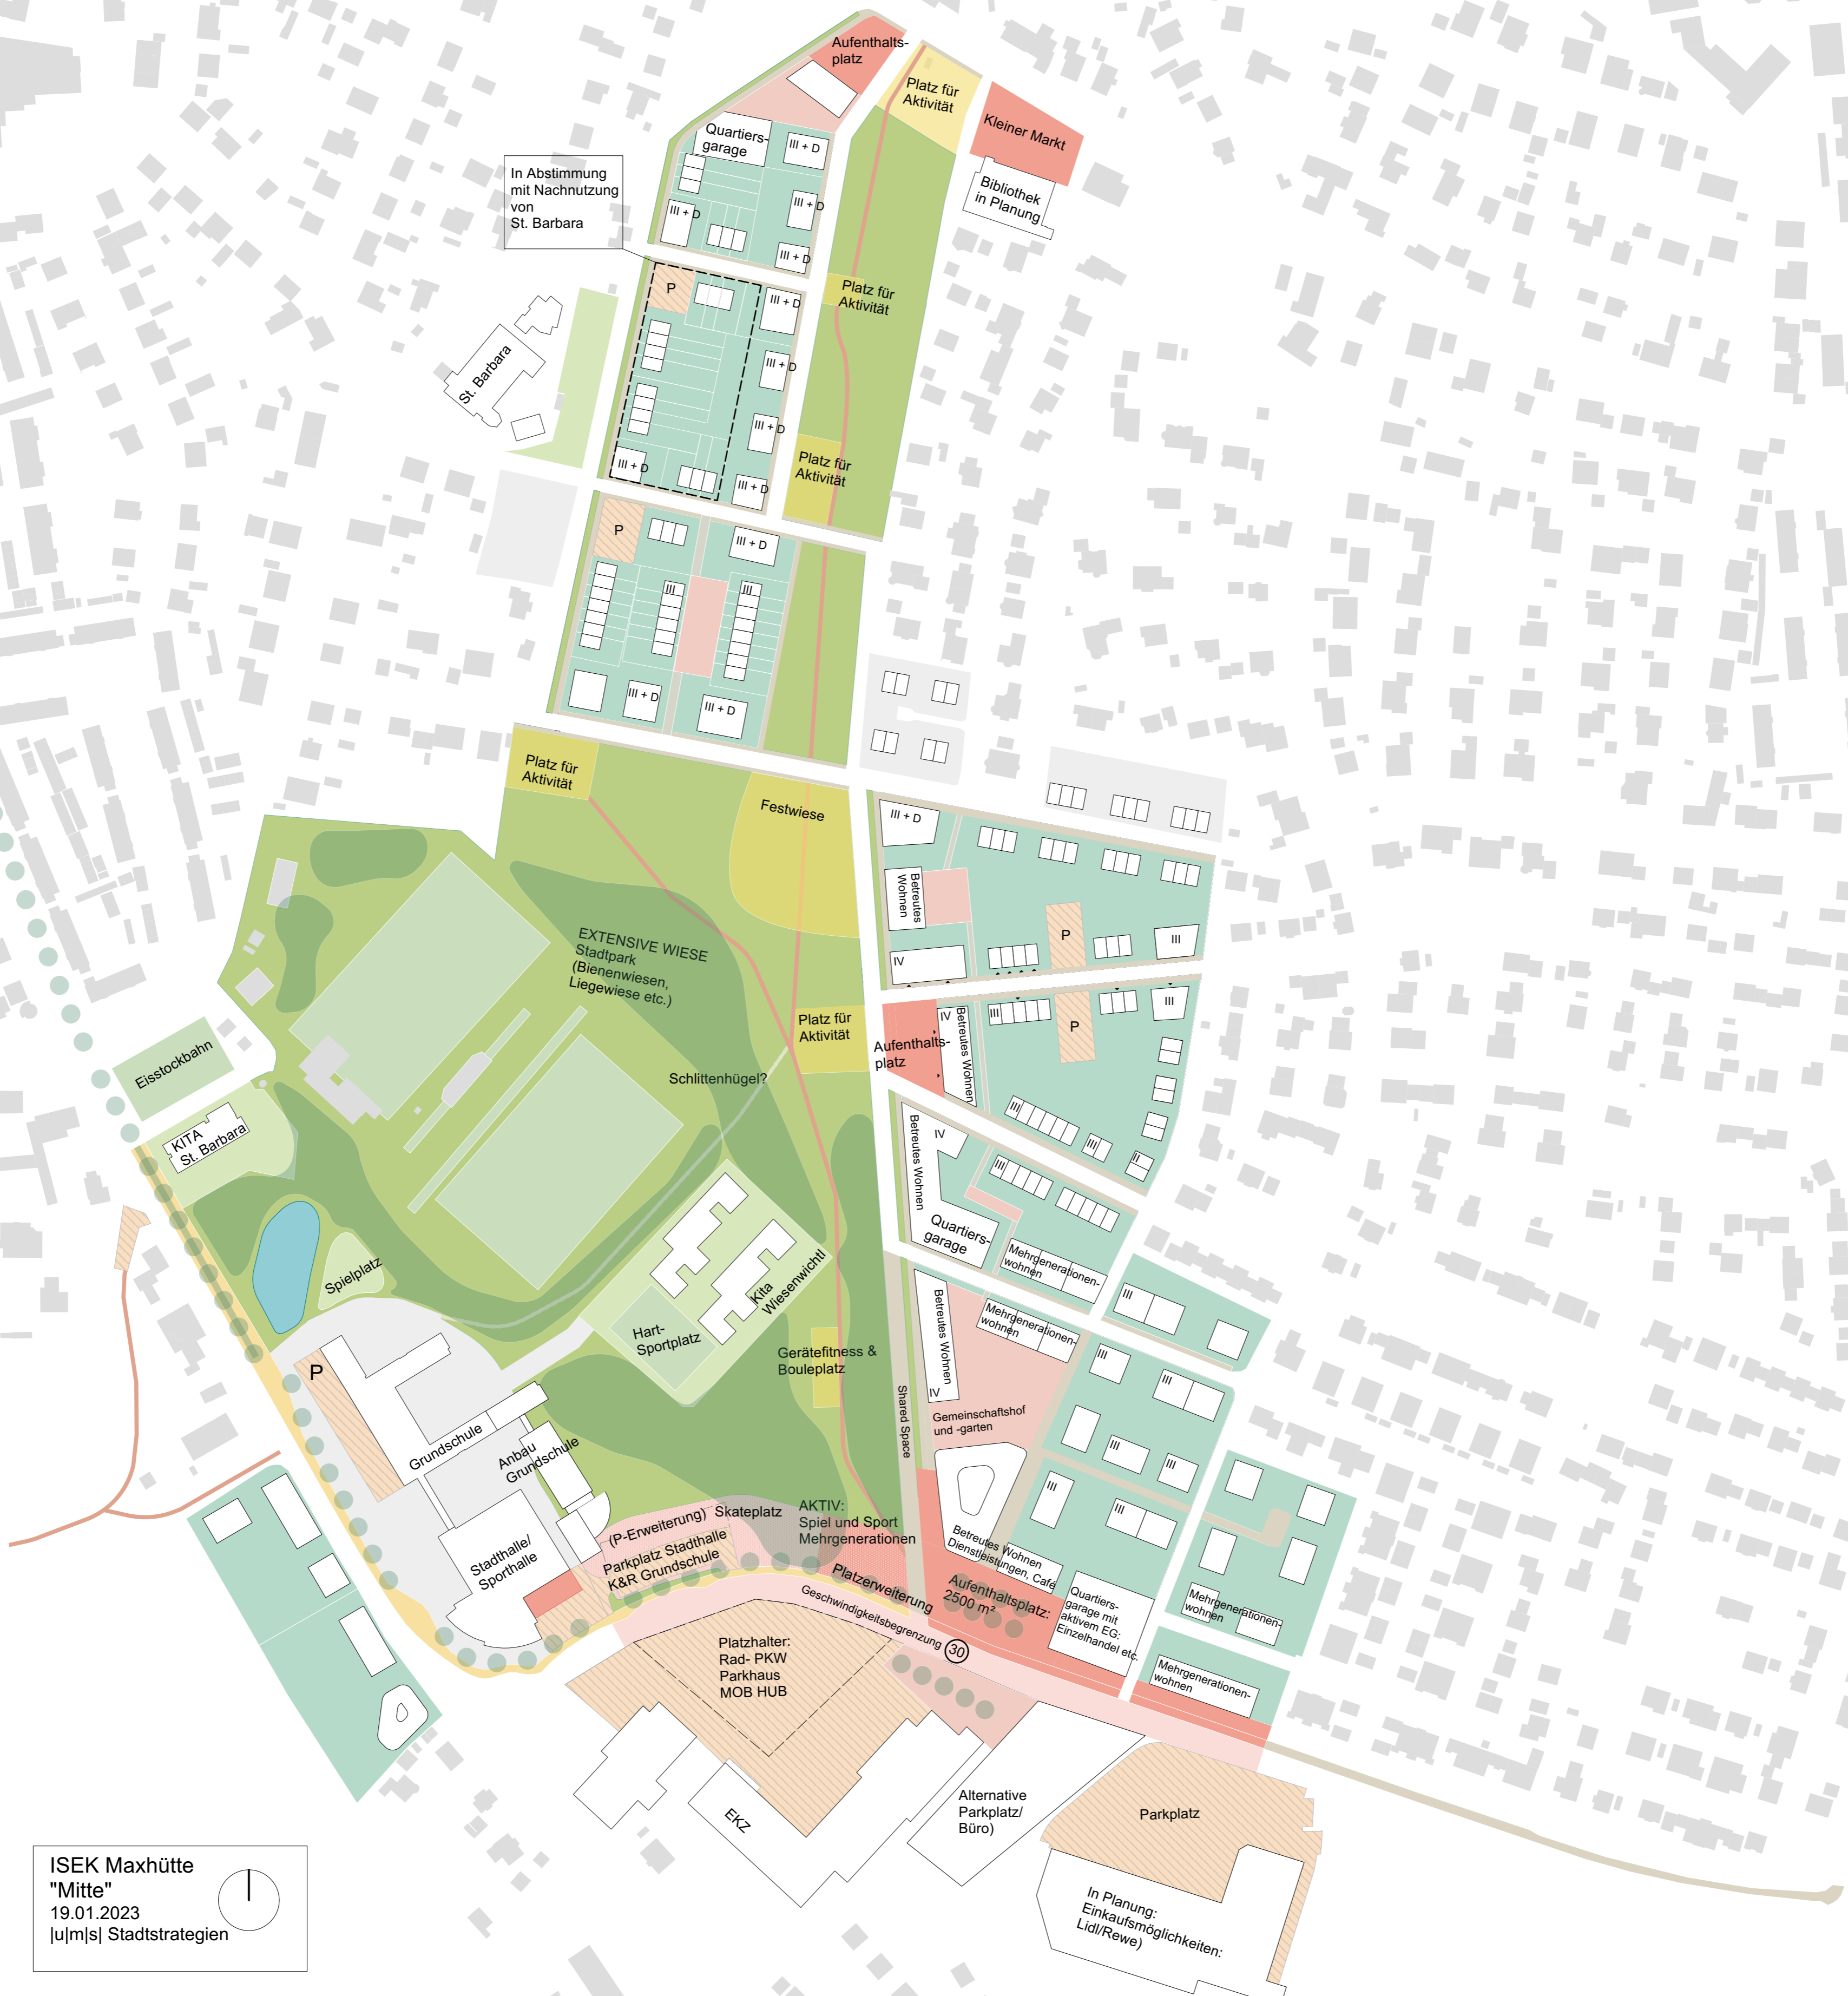 Aufenthalts-
platz
Platz für
Aktivität
Kleiner Markt
Bibliothek
in Planung
Quartiers-
garage
III + D
III + D
III + D
III + D
In Abstimmung
mit Nachnutzung
von
St. Barbara
P
III + D
Platz für
Aktivität
St. Barbara
III + D
III + D
III + D
III + D
Platz für
Aktivität
P
III + D
III
III
III + D
III + D
Platz für
Aktivität
Festwiese
III + D
Betreutes
Wohnen
P
III
IV
EXTENSIVE WIESE
Stadtpark
(Bienenwiesen,
Liegewiese etc.)
Platz für
Aktivität
Aufenthalts-
platz
IV
Betreutes Wohnen
III
P
III
Schlittenhügel?
Eisstockbahn
KITA
St. Barbara
III
III
II
Betreutes Wohnen
IV
III
Quartiers-
garage
Mehrgenerationen-
wohnen
Spielplatz
Kita
Wiesenwichtl
Hart-
Sportplatz
Gerätefitness &
Bouleplatz
Shared Space
Betreutes Wohnen
IV
Mehrgenerationen-
wohnen
III
III
III
Gemeinschaftshof
und -garten
III
III
P
Grundschule
Anbau
Grundschule
Stadthalle/
Sporthalle
(P-Erweiterung)
Skateplatz
Parkplatz Stadthalle
K&R Grundschule
AKTIV:
Spiel und Sport
Mehrgenerationen
Platzerweiterung
Geschwindigkeitsbegrenzung
30
III
III
Betreutes Wohnen
Dienstleistungen, Café
Aufenthaltsplatz:
2500 m²
Quartiers-
garage mit
aktivem EG:
Einzelhandel etc.
Mehrgenerationen-
wohnen
Mehrgenerationen-
wohnen
Platzhalter:
Rad- PKW
Parkhaus
MOB HUB
EKZ
Alternative
Parkplatz/
Büro)
Parkplatz
In Planung:
Einkaufsmöglichkeiten:
Lidl/Rewe)
ISEK Maxhütte
"Mitte"
19.01.2023
|u|m|s| Stadtstrategien